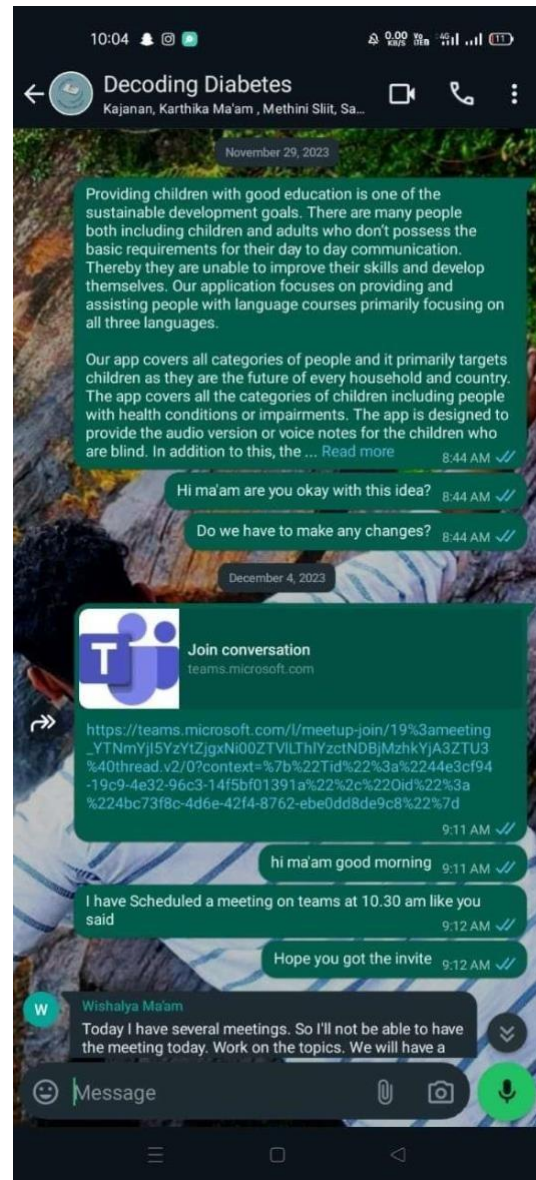 10:04
0.00 KB/S
Vo LTE
4G
11
Decoding Diabetes
Kajanan, Karthika Ma'am , Methini Sliit, Sa...
November 29, 2023
Providing children with good education is one of the
sustainable development goals. There are many people
both including children and adults who don't possess the
basic requirements for their day to day communication.
Thereby they are unable to improve their skills and develop
themselves. Our application focuses on providing and
assisting people with language courses primarily focusing on
all three languages.
Our app covers all categories of people and it primarily targets
children as they are the future of every household and country.
The app covers all the categories of children including people
with health conditions or impairments. The app is designed to
provide the audio version or voice notes for the children who
are blind. In addition to this, the ... Read more
8:44 AM
Hi ma'am are you okay with this idea? 8:44 AM
Do we have to make any changes? 8:44 AM
December 4, 2023
T
Join conversation
teams.microsoft.com
https://teams.microsoft.com/l/meetup-join/19%3ameeting
_YTNmYjI5YzYtZjgxNi00ZTVlLThlYzctNDBjMzhkYjA3ZTU3
%40thread.v2/0?context=%7b%22Tid%22%3a%2244e3cf94
-19c9-4e32-96c3-14f5bf01391a%22%2c%22Oid%22%3a
%224bc73f8c-4d6e-42f4-8762-ebe0dd8de9c8%22%7d
9:11 AM
hi ma'am good morning 9:11 AM
I have Scheduled a meeting on teams at 10.30 am like you
said
9:12 AM
Hope you got the invite 9:12 AM
W
Wishalya Ma'am
Today I have several meetings. So I'll not be able to have
the meeting today. Work on the topics. We will have a
Message